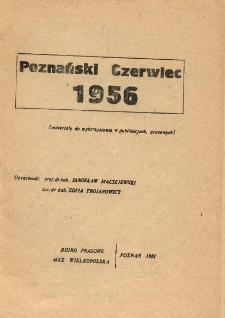 Poznański Czerwiec
1956
(materiały do wykorzystania w publikacjach prasowych)
Opracowali: prof. dr hab. JAROSŁAW MACIEJEWSKI
doc. dr hab. ZOFIA TROJANOWICZ
BIURO PRASOWE
MKZ WIELKOPOLSKA
POZNAŃ 1981